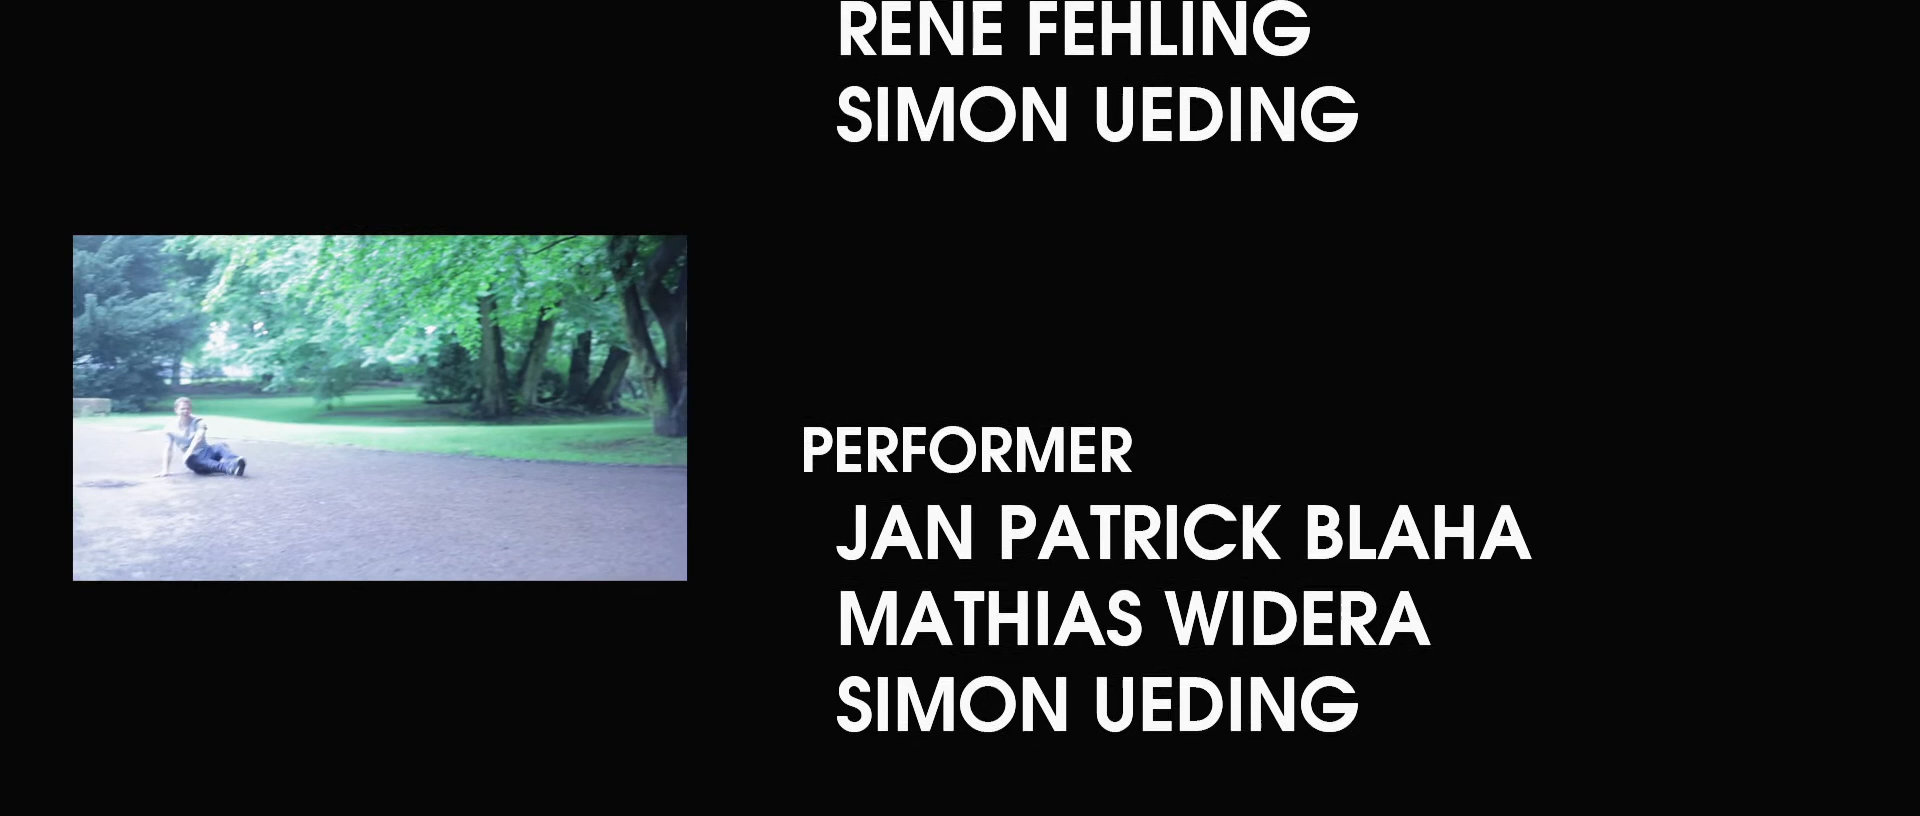 RENE FEHLING
SIMON UEDING
PERFORMER
JAN PATRICK BLAHA
MATHIAS WIDERA
SIMON UEDING